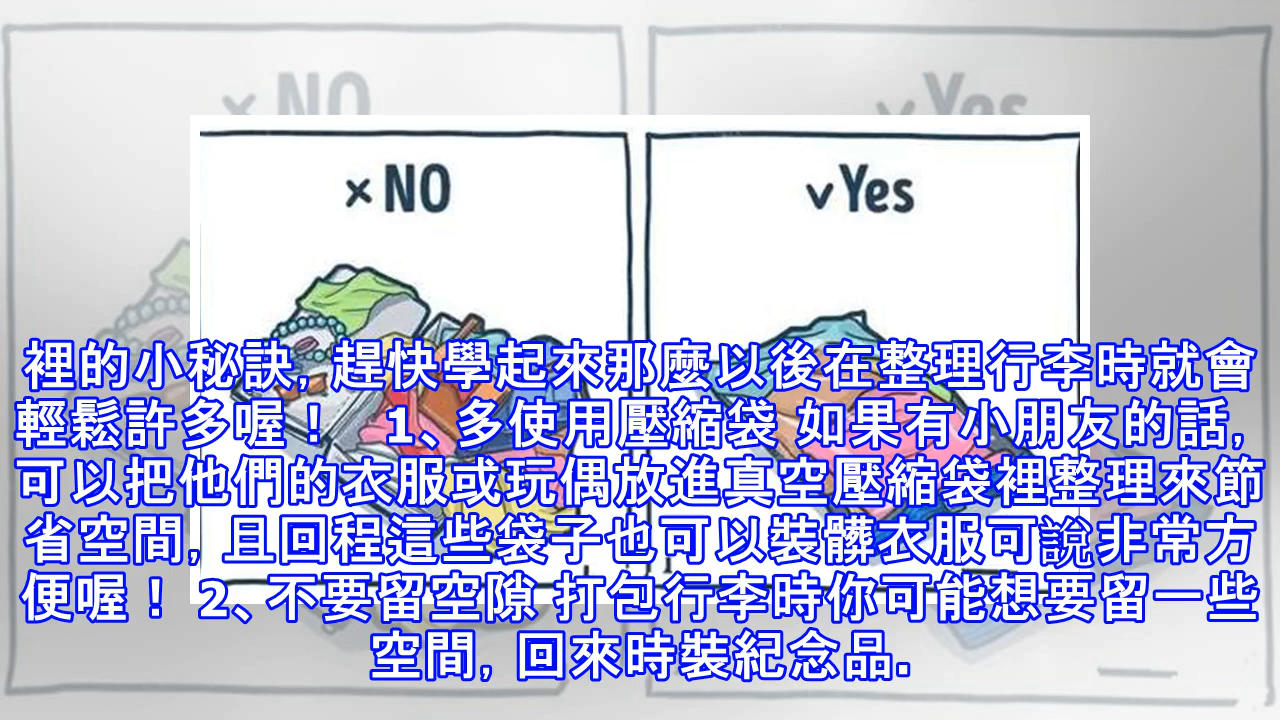 × NO
v Yes
× NO
v Yes
裡的小秘訣, 趕快學起來那麼以後在整理行李時就會
輕鬆許多喔！ 1、多使用壓縮袋 如果有小朋友的話,
可以把他們的衣服或玩偶放進真空壓縮袋裡整理來節
省空間, 且回程這些袋子也可以裝髒衣服可說非常方
便喔！ 2、不要留空隙 打包行李時你可能想要留一些
空間, 回來時裝紀念品.